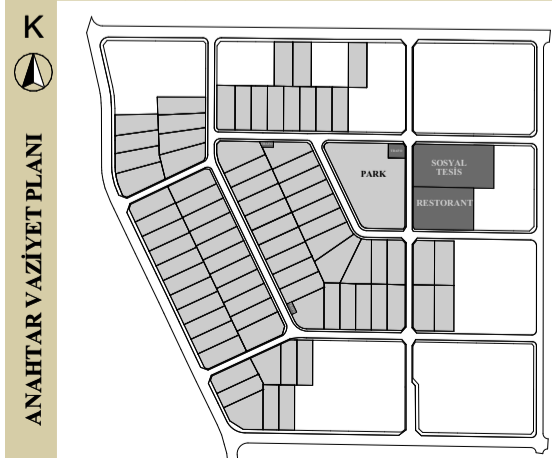 K
ANAHTAR VAZİYET PLANI
PARK
SOSYAL
TESİS
RESTORANT